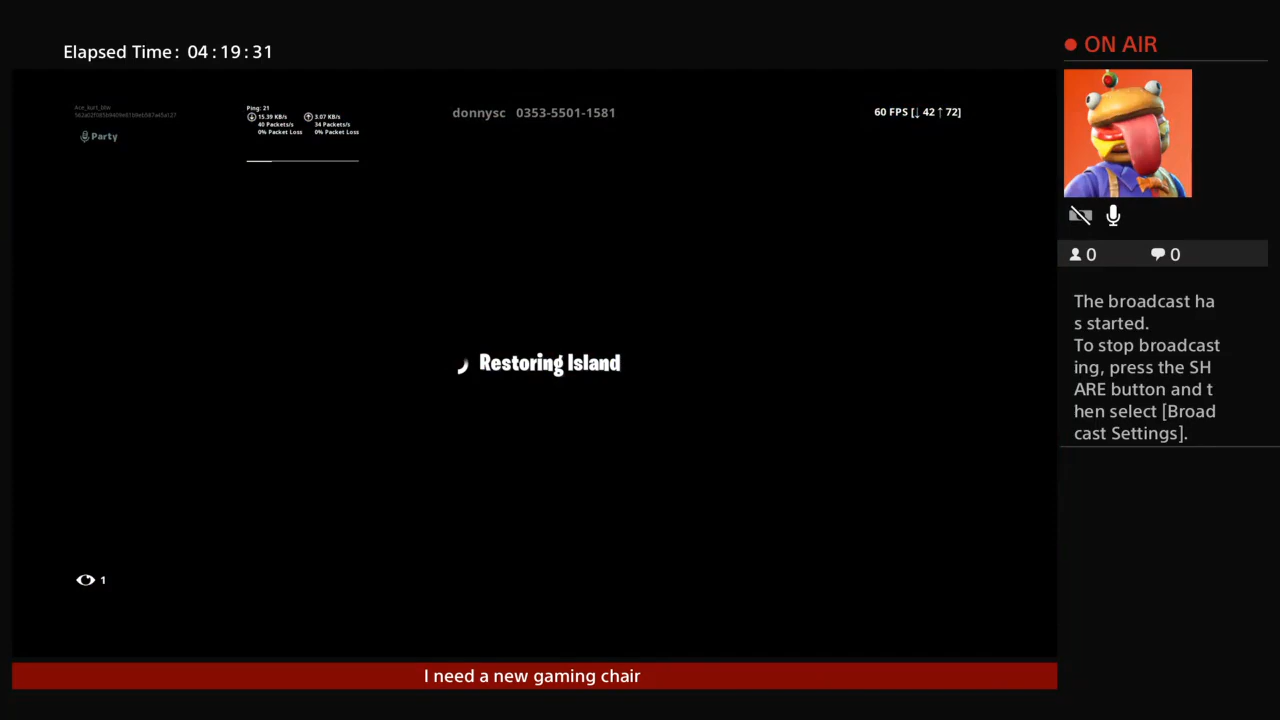 Elapsed Time: 04:19:31
ON AIR
Party
Ping: 21
15.39 KB/s 3.07 KB/s
40 Packets/s 34 Packets/s
0% Packet Loss 0% Packet Loss
donnysc 0353-5501-1581
60 FPS [↓ 42 ↑ 72]
0 0
The broadcast ha
s started.
To stop broadcast
ing, press the SH
ARE button and t
hen select [Broad
cast Settings].
Restoring Island
1
I need a new gaming chair